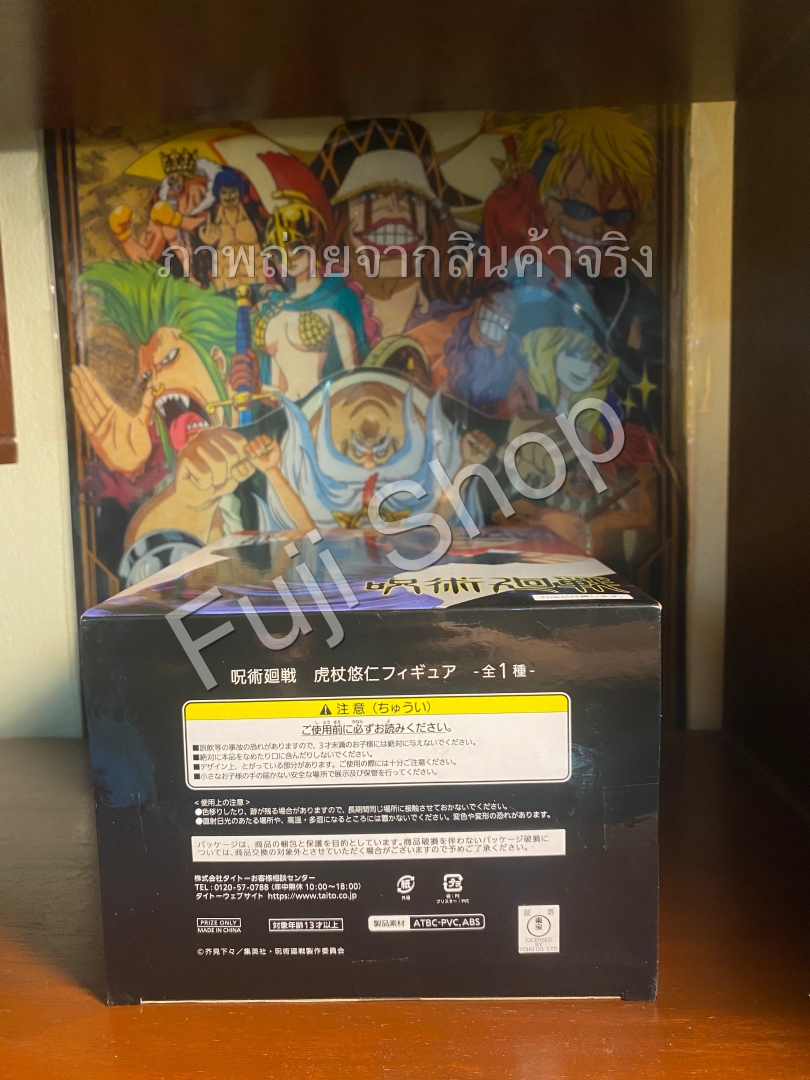 ภาพถ่ายจากสินค้าจริง
Fuji Shop
呪術廻戦
呪術廻戦　虎杖悠仁フィギュア　-全1種-
⚠注意（ちゅうい）
ご使用前に必ずお読みください。
■誤飲等の事故の恐れがありますので、3才未満のお子様には絶対に与えないでください。
■絶対に本品をなめたり口に含んだりしないでください。
■デザイン上、とがっている部分があります。ご使用の際には十分ご注意ください。
■小さなお子様の手の届かない安全な場所で展示及び保管を行ってください。
<使用上の注意>
●色移りしたり、跡が残る場合がありますので、長期間同じ場所に接触させておかないでください。
●直射日光のあたる場所や、高温・多湿になるところには置かないでください。変色や変形の恐れがあります。
パッケージは、商品の梱包と保護を目的としています。商品破損を伴わないパッケージ破損に
ついては、商品交換の対象外とさせていただく場合がございますので予めご了承ください。
株式会社タイトーお客様相談センター
TEL：0120-57-0788（年中無休 10:00～18:00）
タイトーウェブサイト https://www.taito.co.jp
紙
外箱
プラ
袋：PE
ブリスター：PVC
PRIZE ONLY
MADE IN CHINA
対象年齢13才以上
製品素材 ATBC-PVC, ABS
証 票
東宝
LICENSED
BY
TOHO CO.,LTD
©芥見下々／集英社・呪術廻戦製作委員会